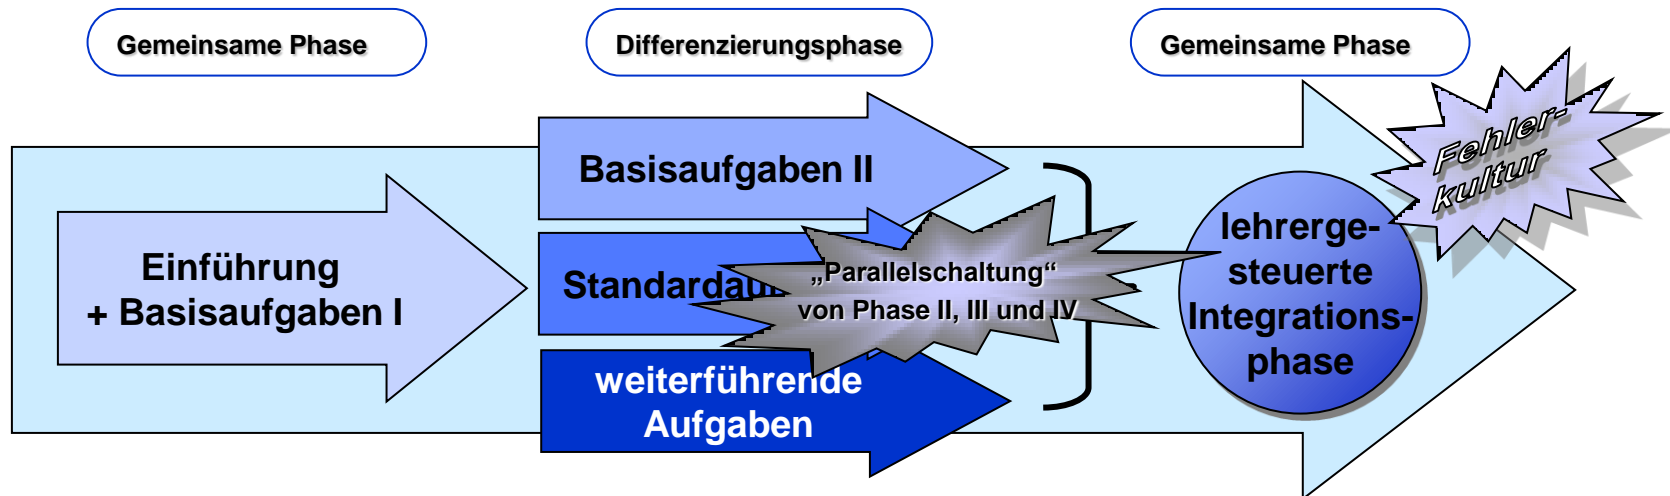 Gemeinsame Phase
Differenzierungsphase
Gemeinsame Phase
Einführung
+ Basisaufgaben I
Basisaufgaben II
„Parallelschaltung“
von Phase II, III und IV
weiterführende
Aufgaben
lehrerge-
steuerte
Integrations-
phase
Fehler-
kultur